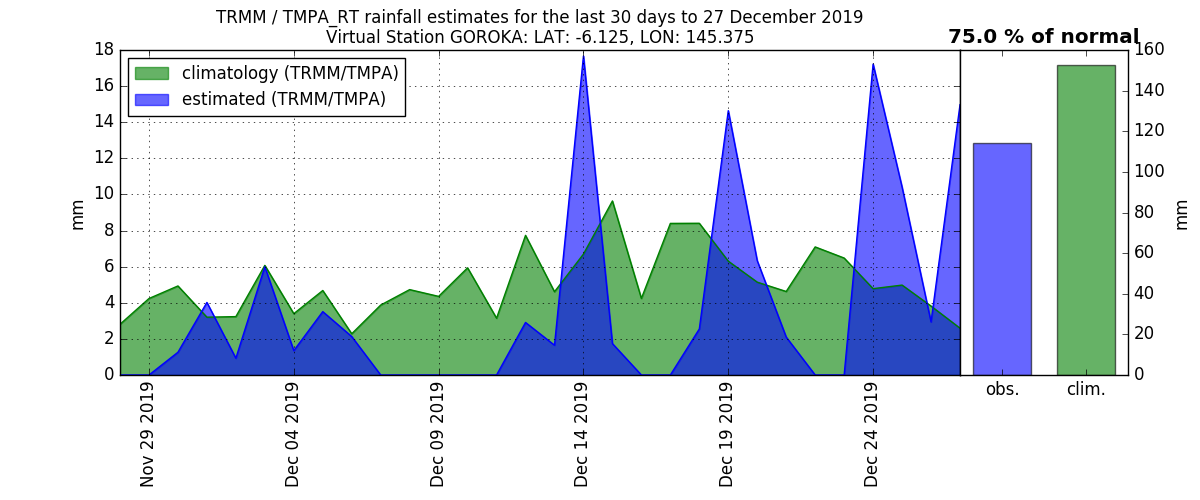 TRMM / TMPA_RT rainfall estimates for the last 30 days to 27 December 2019
Virtual Station GOROKA: LAT: -6.125, LON: 145.375
75.0 % of normal
climatology (TRMM/TMPA)
estimated (TRMM/TMPA)
mm
18
16
14
12
10
8
6
4
2
0
Nov 29 2019
Dec 04 2019
Dec 09 2019
Dec 14 2019
Dec 19 2019
Dec 24 2019
obs.
clim.
160
140
120
100
80
60
40
20
0
mm